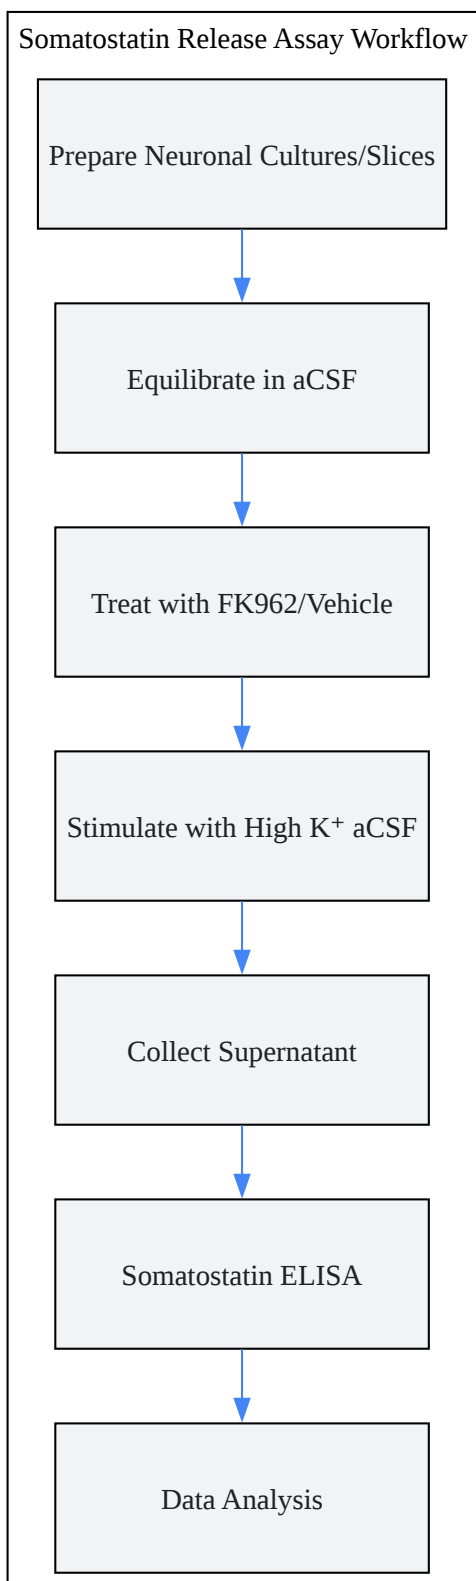 Somatostatin Release Assay Workflow
Prepare Neuronal Cultures/Slices
Equilibrate in aCSF
Treat with FK962/Vehicle
Stimulate with High K⁺ aCSF
Collect Supernatant
Somatostatin ELISA
Data Analysis